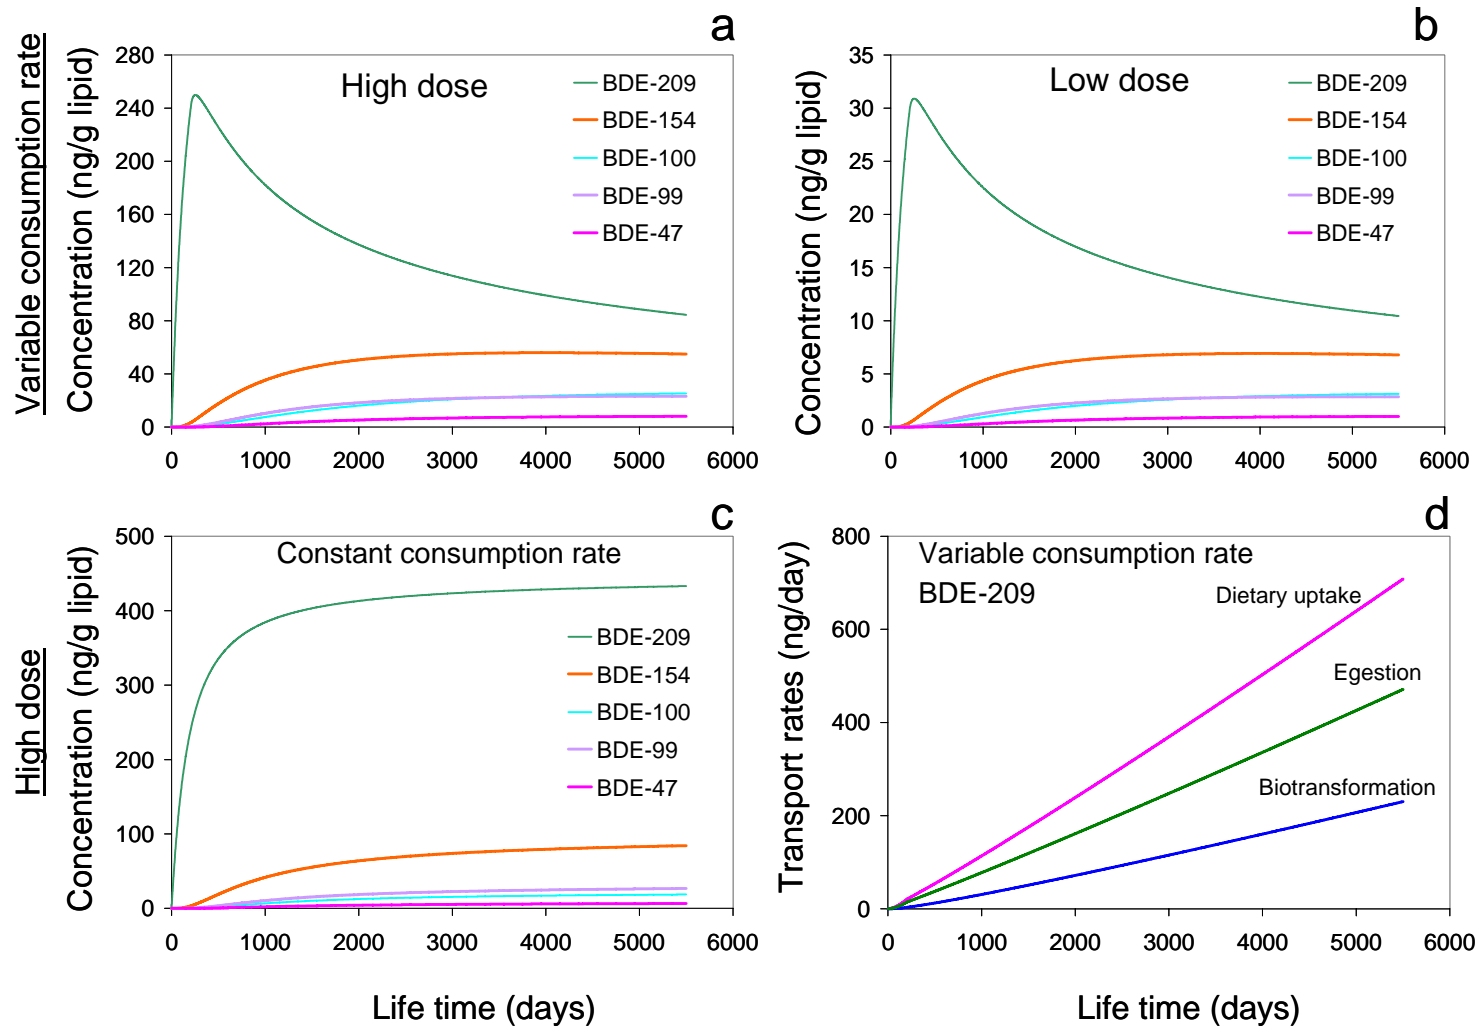 a
b
Variable consumption rate
Concentration (ng/g lipid)
280
240
200
160
120
80
40
0
High dose
BDE-209
BDE-154
BDE-100
BDE-99
BDE-47
0 1000 2000 3000 4000 5000 6000
Concentration (ng/g lipid)
35
30
25
20
15
10
5
0
Low dose
BDE-209
BDE-154
BDE-100
BDE-99
BDE-47
0 1000 2000 3000 4000 5000 6000
c
d
High dose
Concentration (ng/g lipid)
500
400
300
200
100
0
Constant consumption rate
BDE-209
BDE-154
BDE-100
BDE-99
BDE-47
0 1000 2000 3000 4000 5000 6000
Life time (days)
Transport rates (ng/day)
800
600
400
200
0
Variable consumption rate
BDE-209
Dietary uptake
Egestion
Biotransformation
0 1000 2000 3000 4000 5000 6000
Life time (days)